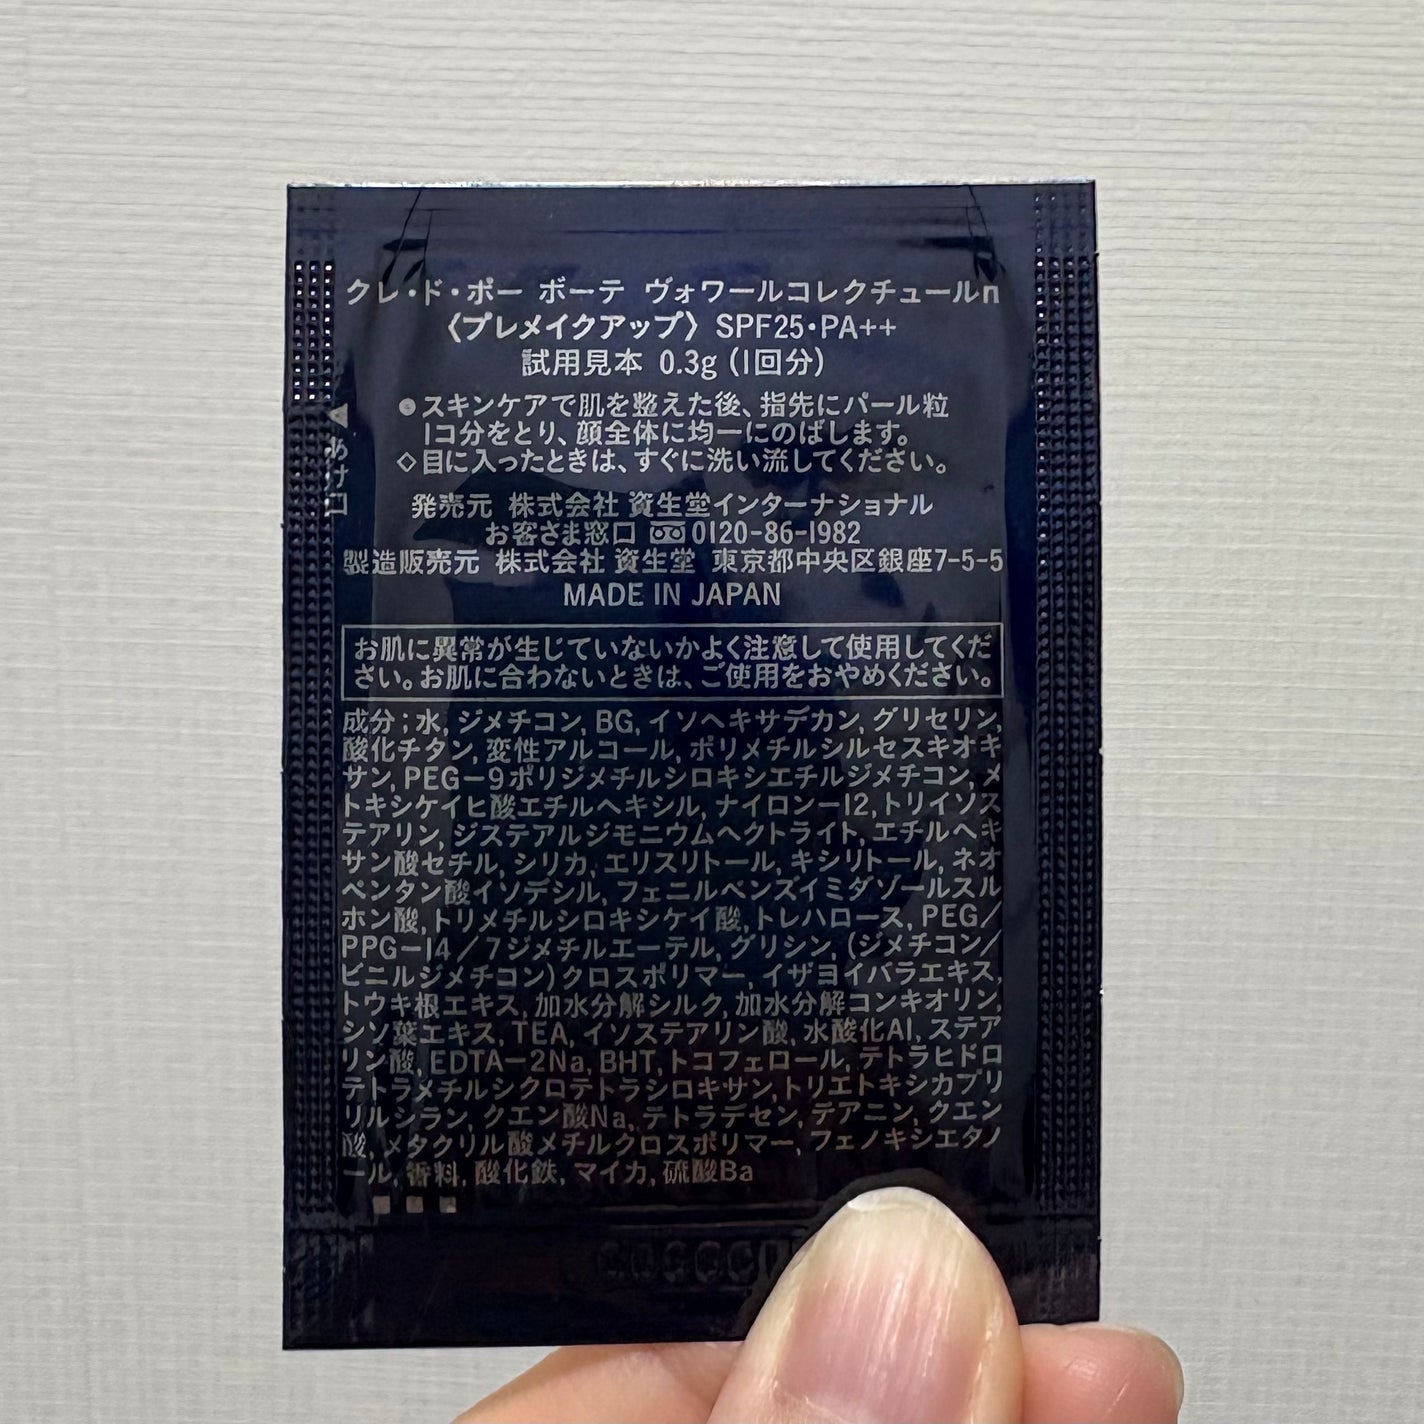 クレ・ド・ポー ボーテ ヴォワールコレクチュールn
〈プレメイクアップ〉SPF25・PA++
試用見本 0.3g (1回分)
●スキンケアで肌を整えた後、指先にパール粒
1コ分をとり、顔全体に均一にのばします。
◇目に入ったときは、すぐに洗い流してください。
あけ口
発売元 株式会社 資生堂インターナショナル
お客さま窓口 0120-86-1982
製造販売元 株式会社 資生堂 東京都中央区銀座7-5-5
MADE IN JAPAN
お肌に異常が生じていないかよく注意して使用してくだ
さい。お肌に合わないときは、ご使用をおやめください。
成分；水, ジメチコン, BG, イソヘキサデカン, グリセリン,
酸化チタン, 変性アルコール, ポリメチルシルセスキオキ
サン, PEG－9ポリジメチルシロキシエチルジメチコン, メ
トキシケイヒ酸エチルヘキシル, ナイロン－12, トリイソス
テアリン, ジステアルジモニウムヘクトライト, エチルヘキ
サン酸セチル, シリカ, エリスリトール, キシリトール, ネオ
ペンタン酸イソデシル, フェニルベンズイミダゾールスル
ホン酸, トリメチルシロキシケイ酸, トレハロース, PEG／
PPG－14／7ジメチルエーテル, グリシン, (ジメチコン／
ビニルジメチコン)クロスポリマー, イザヨイバラエキス,
トウキ根エキス, 加水分解シルク, 加水分解コンキオリン,
シソ葉エキス, TEA, イソステアリン酸, 水酸化Al, ステア
リン酸, EDTA－2Na, BHT, トコフェロール, テトラヒドロ
テトラメチルシクロテトラシロキサン, トリエトキシカプリ
リルシラン, クエン酸Na, テトラデセン, テアニン, クエン
酸, メタクリル酸メチルクロスポリマー, フェノキシエタノ
ール, 香料, 酸化鉄, マイカ, 硫酸Ba